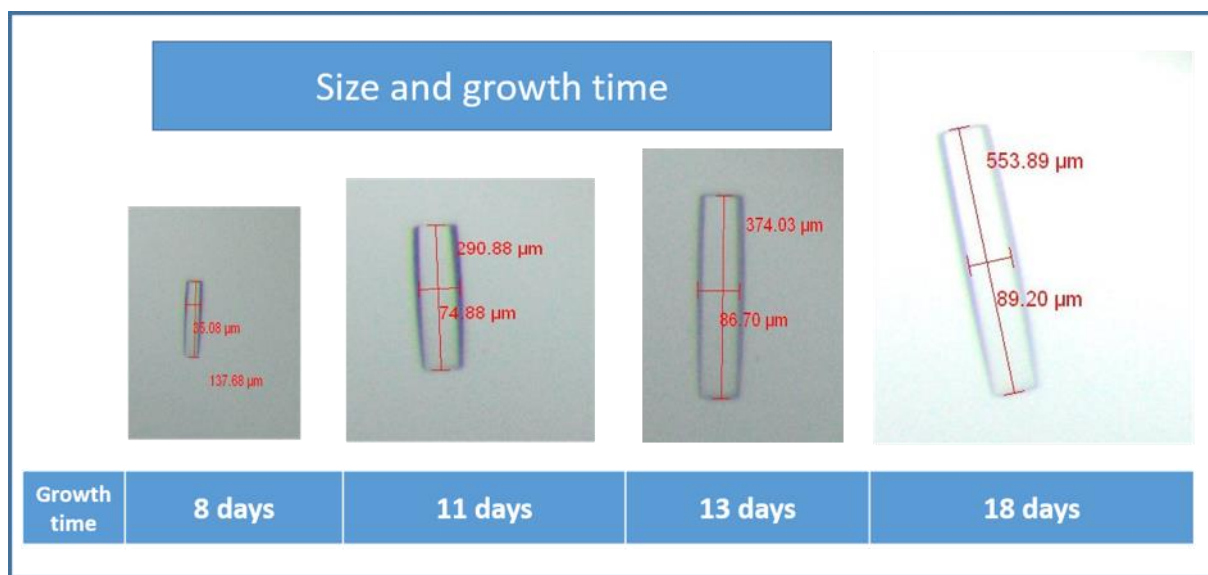 Size and growth time
35.08 µm
137.68 µm
290.88 µm
74.88 µm
374.03 µm
86.70 µm
553.89 µm
89.20 µm
Growth
time
8 days
11 days
13 days
18 days